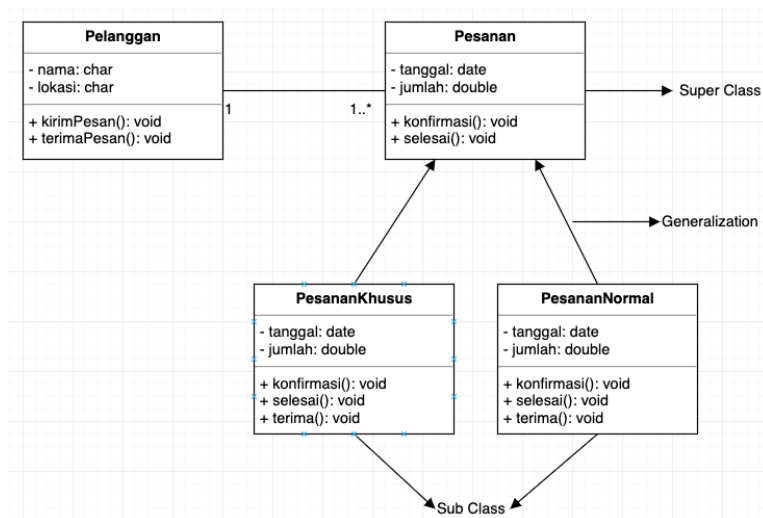 Pelanggan
- nama: char
- lokasi: char
+ kirimPesan(): void
+ terimaPesan(): void
1
1..*
Pesanan
- tanggal: date
- jumlah: double
+ konfirmasi(): void
+ selesai(): void
Super Class
Generalization
PesananKhusus
- tanggal: date
- jumlah: double
+ konfirmasi(): void
+ selesai(): void
+ terima(): void
PesananNormal
- tanggal: date
- jumlah: double
+ konfirmasi(): void
+ selesai(): void
+ terima(): void
Sub Class